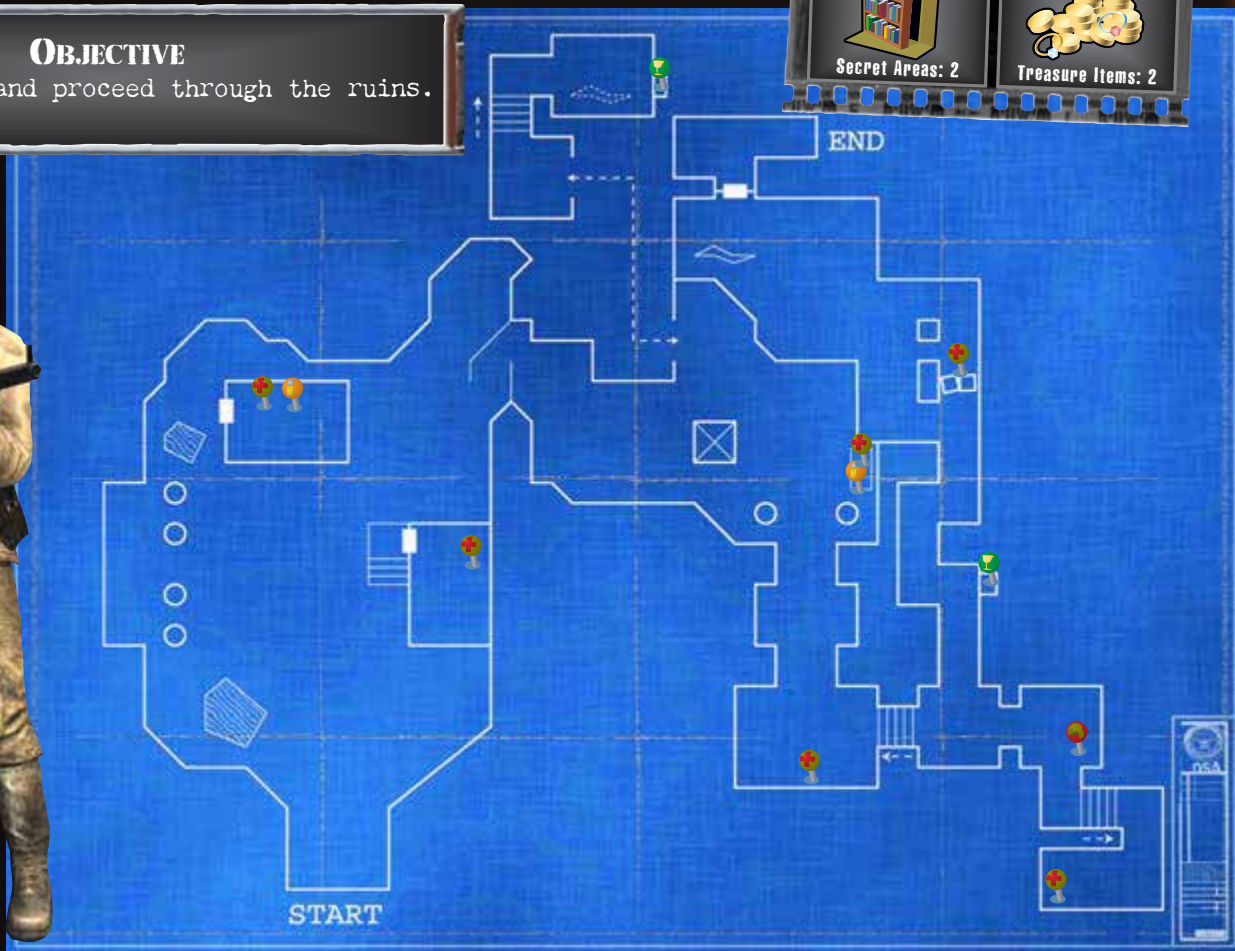 OBJECTIVE
and proceed through the ruins.
Secret Areas: 2
Treasure Items: 2
END
START
OSA